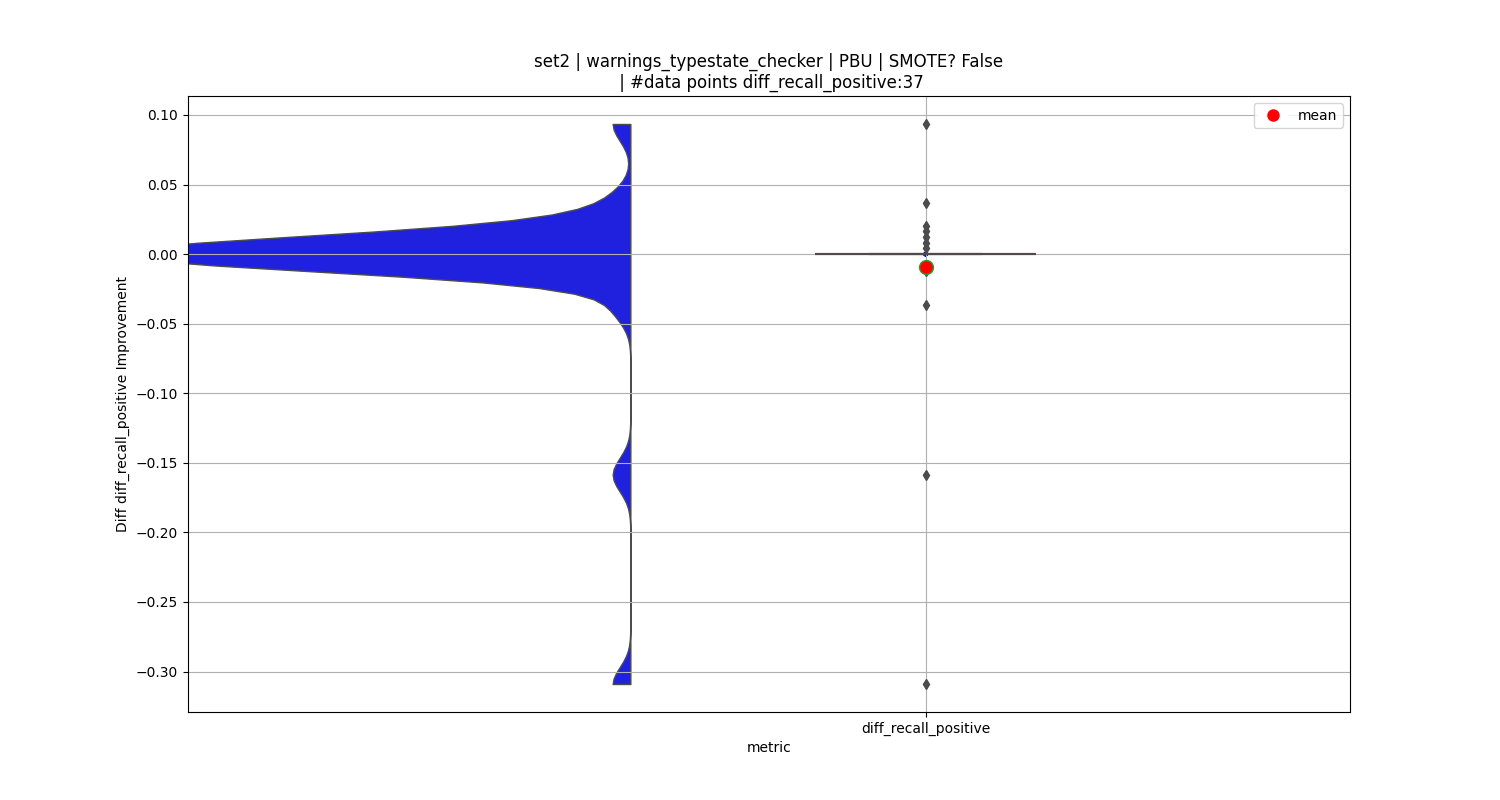 set2 | warnings_typestate_checker | PBU | SMOTE? False
| #data points diff_recall_positive:37
mean
0.10
0.05
0.00
−0.05
−0.10
−0.15
−0.20
−0.25
−0.30
Diff diff_recall_positive Improvement
diff_recall_positive
metric